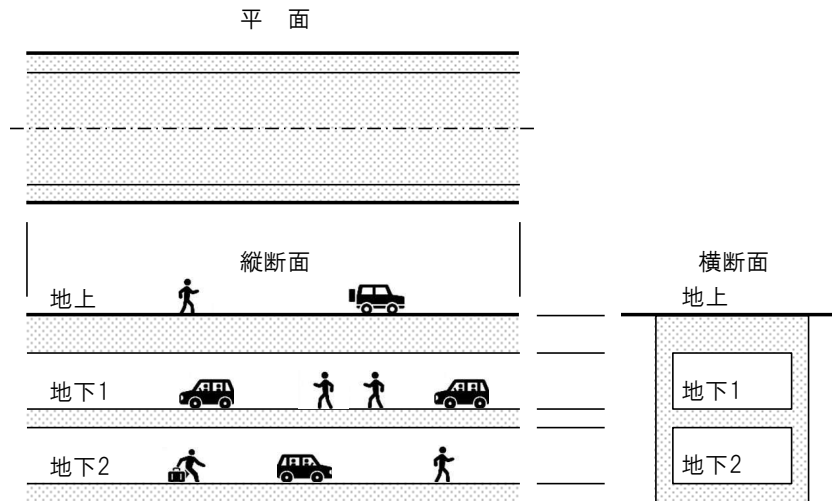 平 面
縦断面
横断面
地上
地上
地下1
地下1
地下2
地下2